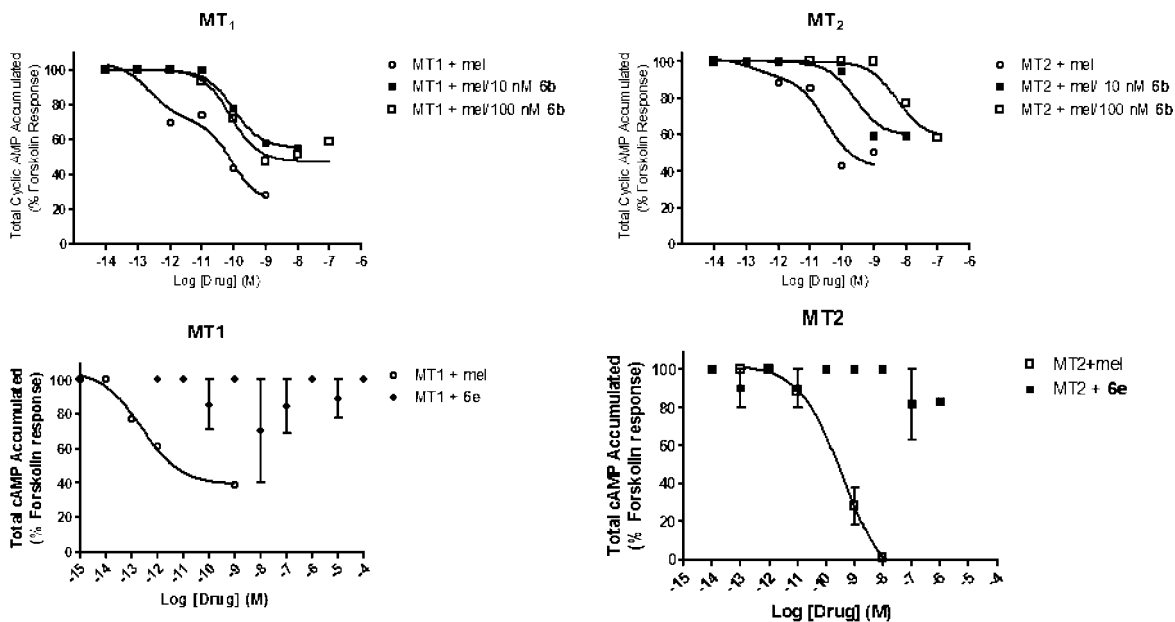 MT1
Total Cyclic AMP Accumulated
(% Forskolin Response)
100
80
60
40
20
0
-14 -13 -12 -11 -10 -9 -8 -7 -6
Log [Drug] (M)
MT1 + mel
MT1 + mel/10 nM 6b
MT1 + mel/100 nM 6b
MT2
Total Cyclic AMP Accumulated
(% Forskolin Response)
100
80
60
40
20
0
-14 -13 -12 -11 -10 -9 -8 -7 -6
Log [Drug] (M)
MT2 + mel
MT2 + mel/ 10 nM 6b
MT2 + mel/100 nM 6b
MT1
Total cAMP Accumulated
(% Forskolin response)
100
80
60
40
20
0
-15 -14 -13 -12 -11 -10 -9 -8 -7 -6 -5 -4
Log [Drug] (M)
MT1 + mel
MT1 + 6e
MT2
Total cAMP Accumulated
(% Forskolin response)
100
80
60
40
20
0
-15 -14 -13 -12 -11 -10 -9 -8 -7 -6 -5 -4
Log [Drug] (M)
MT2+mel
MT2 + 6e